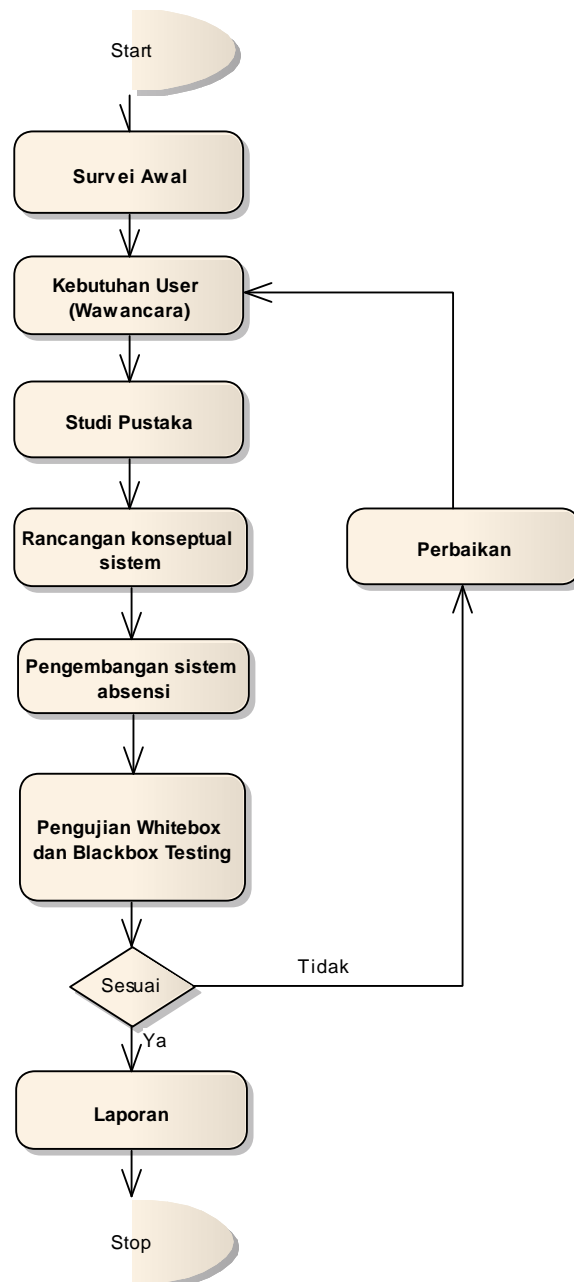 Start
Survei Awal
Kebutuhan User
(Wawancara)
Studi Pustaka
Rancangan konseptual
sistem
Perbaikan
Pengembangan sistem
absensi
Pengujian Whitebox
dan Blackbox Testing
Sesuai
Tidak
Ya
Laporan
Stop